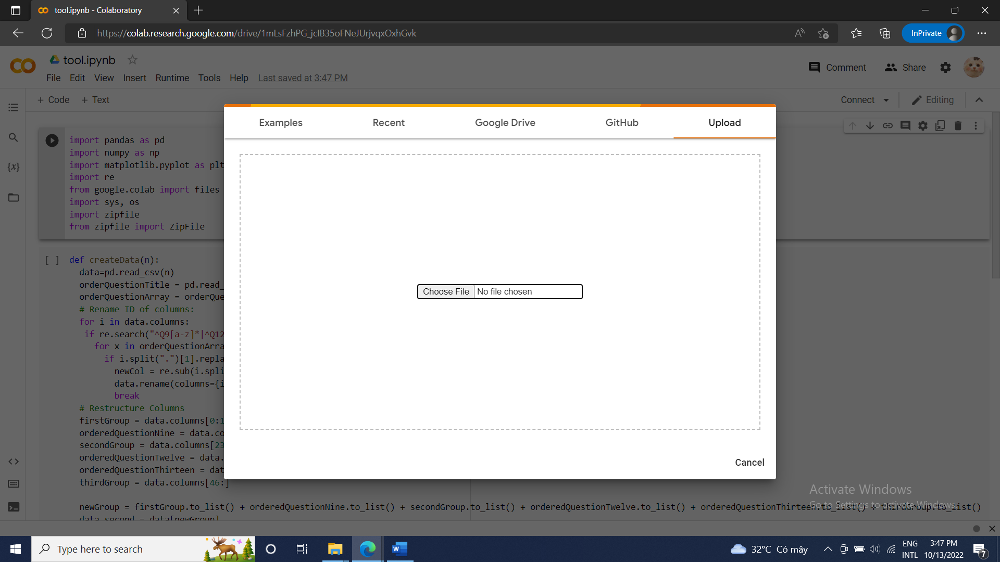 tool.ipynb - Colaboratory
https://colab.research.google.com/drive/1mLsFzhPG_jcIB35oFNeJUrjvqxOxhGvk
InPrivate
tool.ipynb
Comment
Share
File Edit View Insert Runtime Tools Help Last saved at 3:47 PM
+ Code + Text
Connect
Editing
Examples Recent Google Drive GitHub Upload
{x}
import pandas as pd
import numpy as np
import matplotlib.pyplot as plt
import re
from google.colab import files
import sys, os
import zipfile
from zipfile import ZipFile
[ ] def createData(n):
data=pd.read_csv(n)
orderQuestionTitle = pd.read_
orderQuestionArray = orderQue
# Rename ID of columns:
for i in data.columns:
if re.search("^Q9[a-z]*|^Q12
for x in orderQuestionArra
if i.split(".")[1].repla
newCol = re.sub(i.spli
data.rename(columns={i
break
# Restructure Columns
firstGroup = data.columns[0:1
orderedQuestionNine = data.co
secondGroup = data.columns[23
orderedQuestionTwelve = data.
orderedQuestionThirteen = dat
thirdGroup = data.columns[46:]
newGroup = firstGroup.to_list() + orderedQuestionNine.to_list() + secondGroup.to_list() + orderedQuestionTwelve.to_list() + orderedQuestionThirteen.to_list() + thirdGroup.to_list()
data_second = data[newGroup]
Choose File No file chosen
Cancel
Activate Windows
Go to Settings to activate Windows.
Type here to search
32°C Có mây
ENG
INTL
3:47 PM
10/13/2022
7